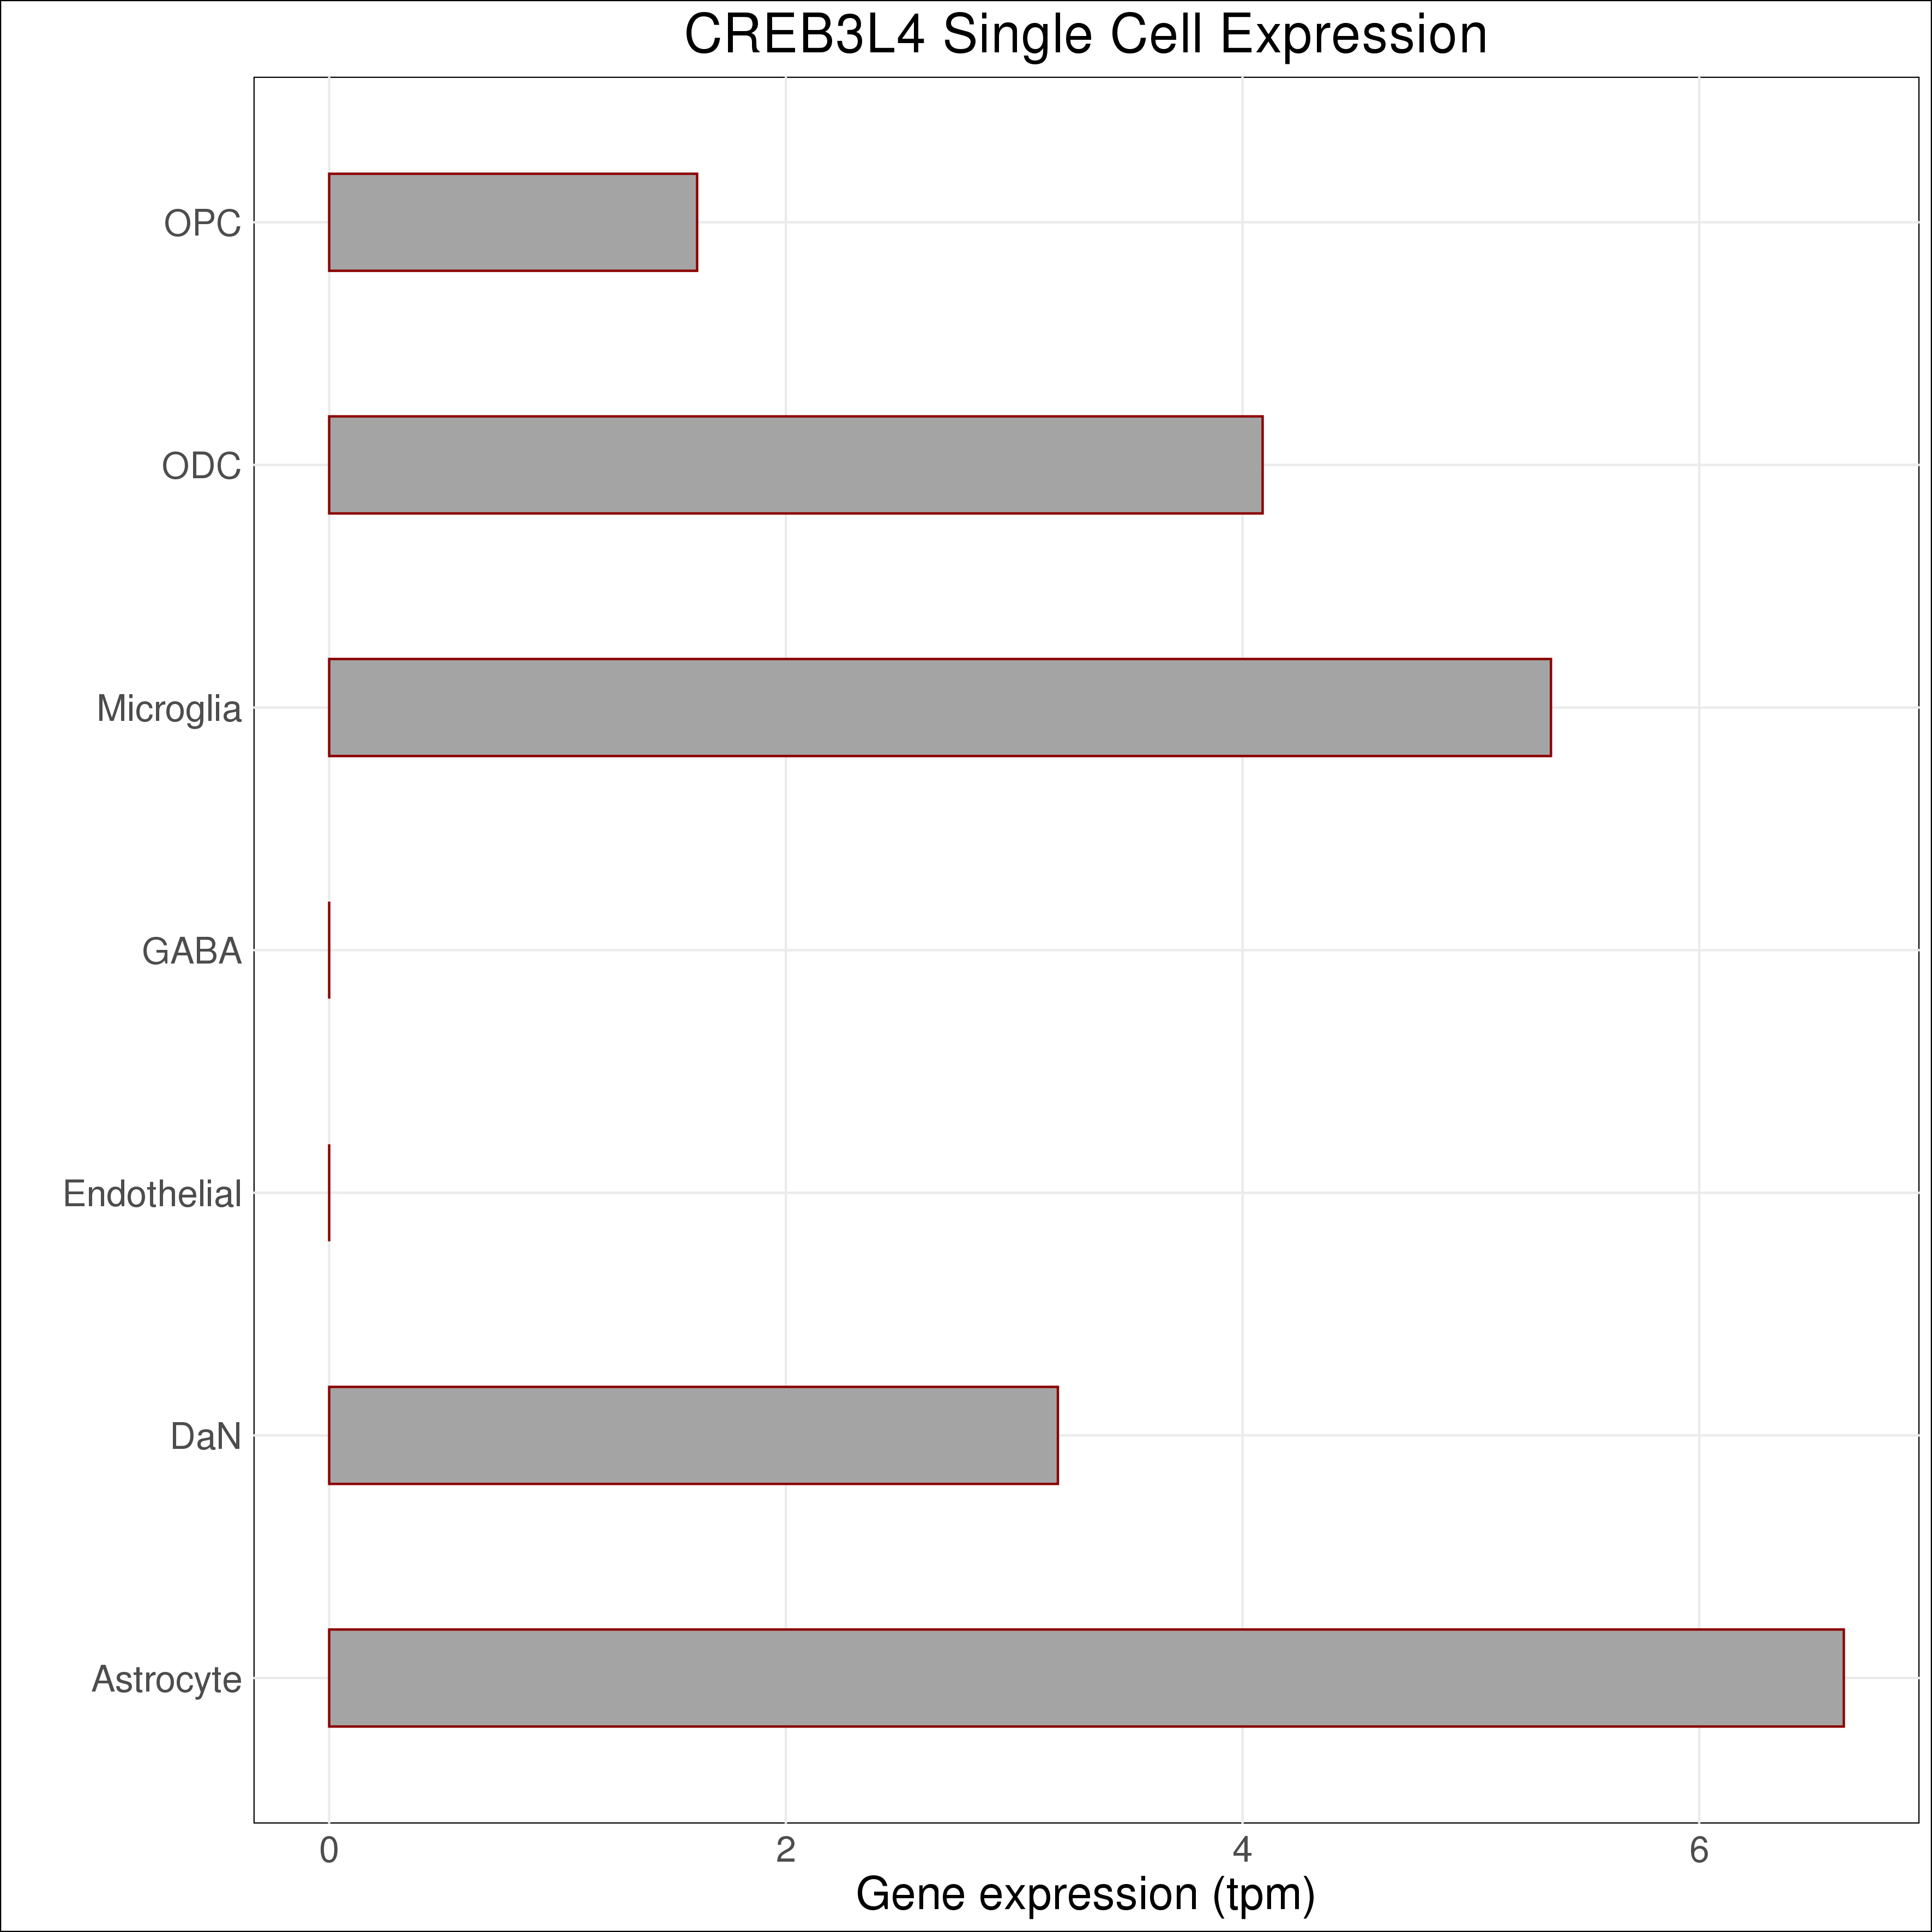 CREB3L4 Single Cell Expression
OPC
ODC
Microglia
GABA
Endothelial
DaN
Astrocyte
0 2 4 6
Gene expression (tpm)